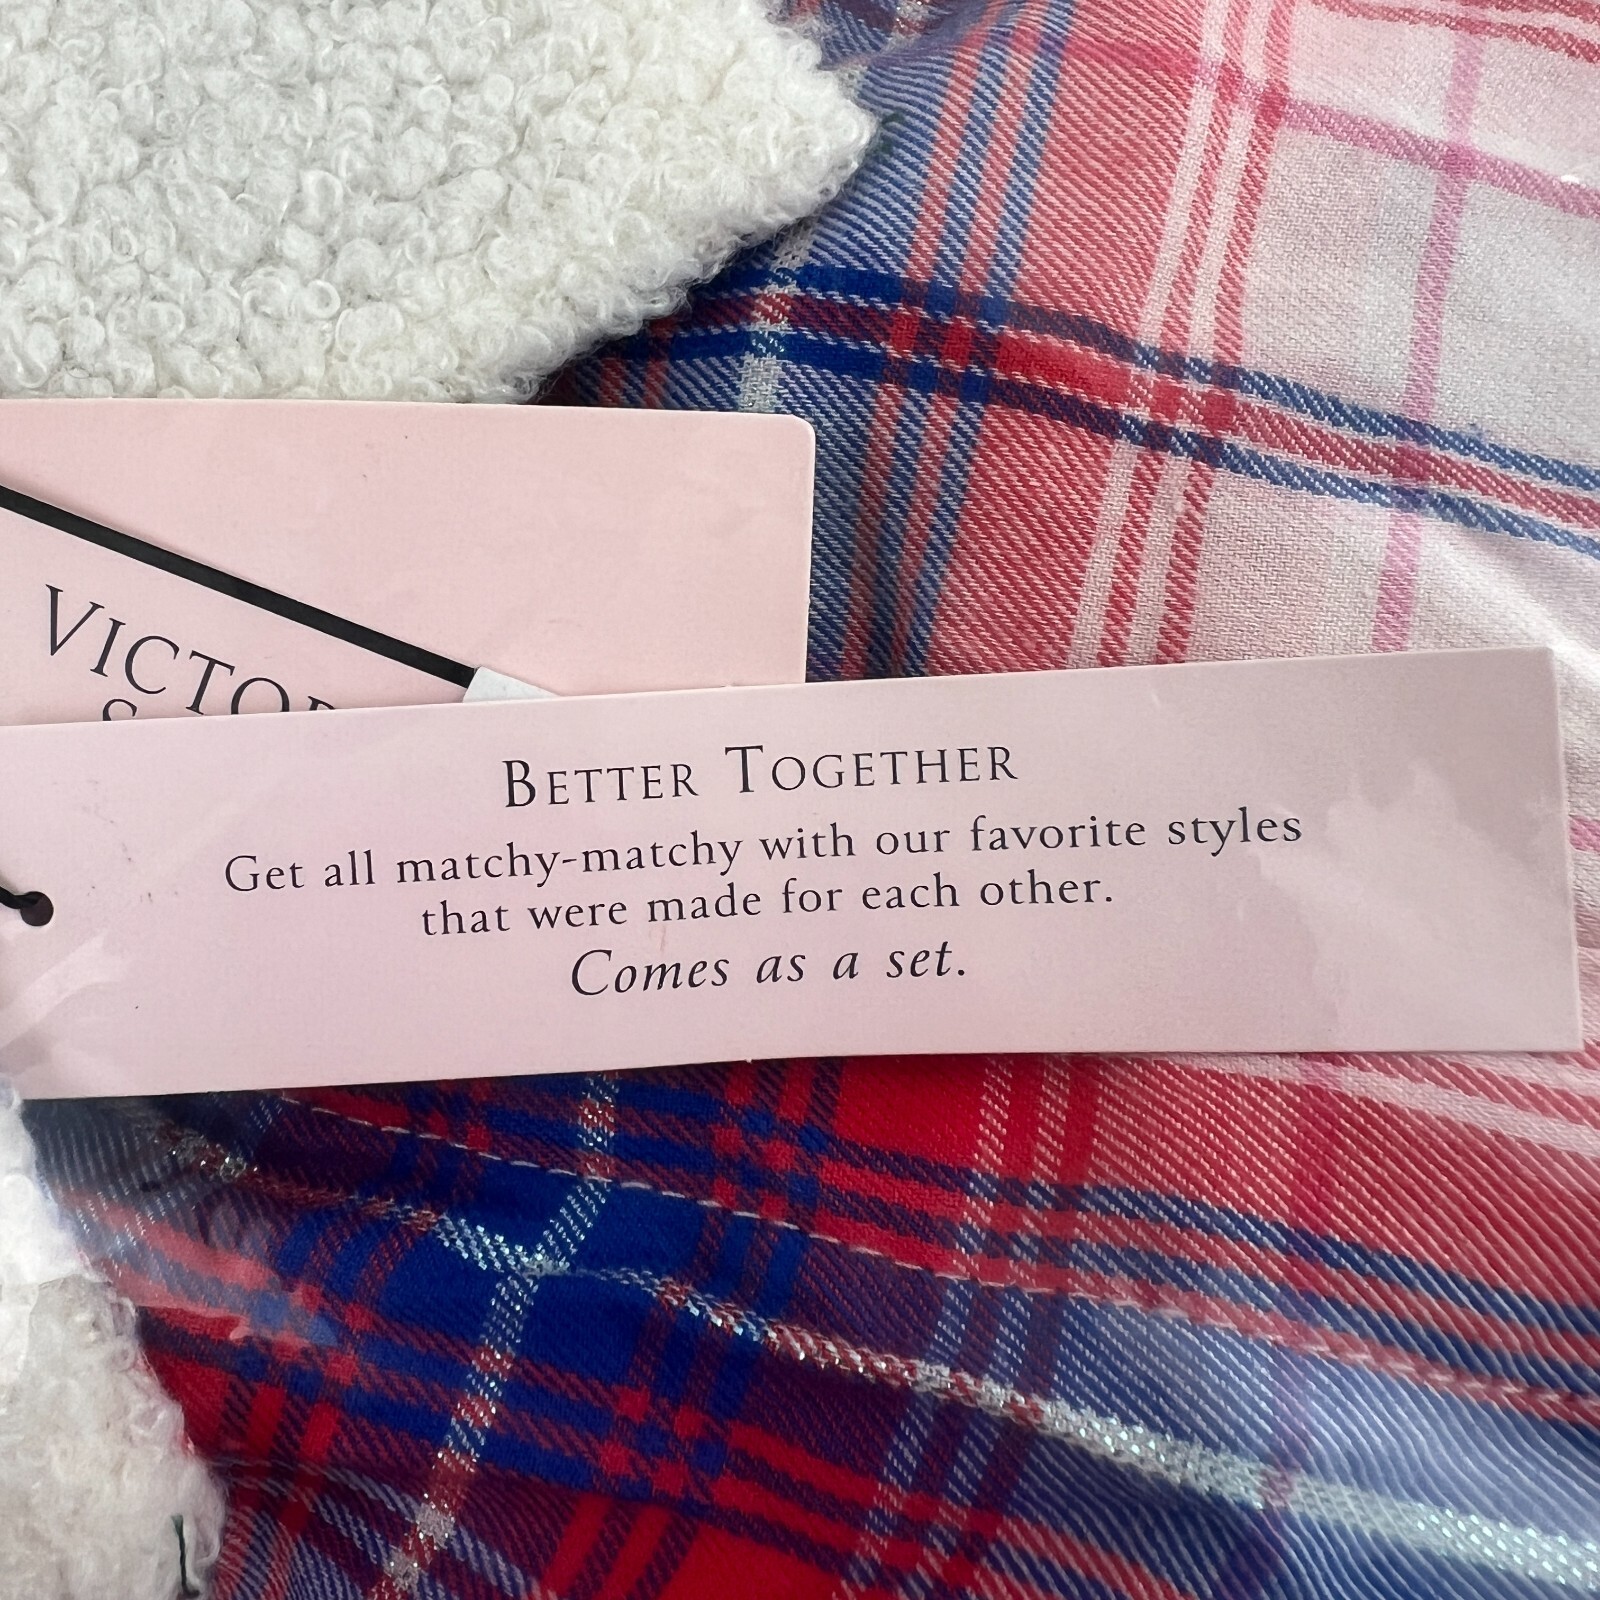 BETTER TOGETHER
Get all matchy-matchy with our favorite styles
that were made for each other.
Comes as a set.